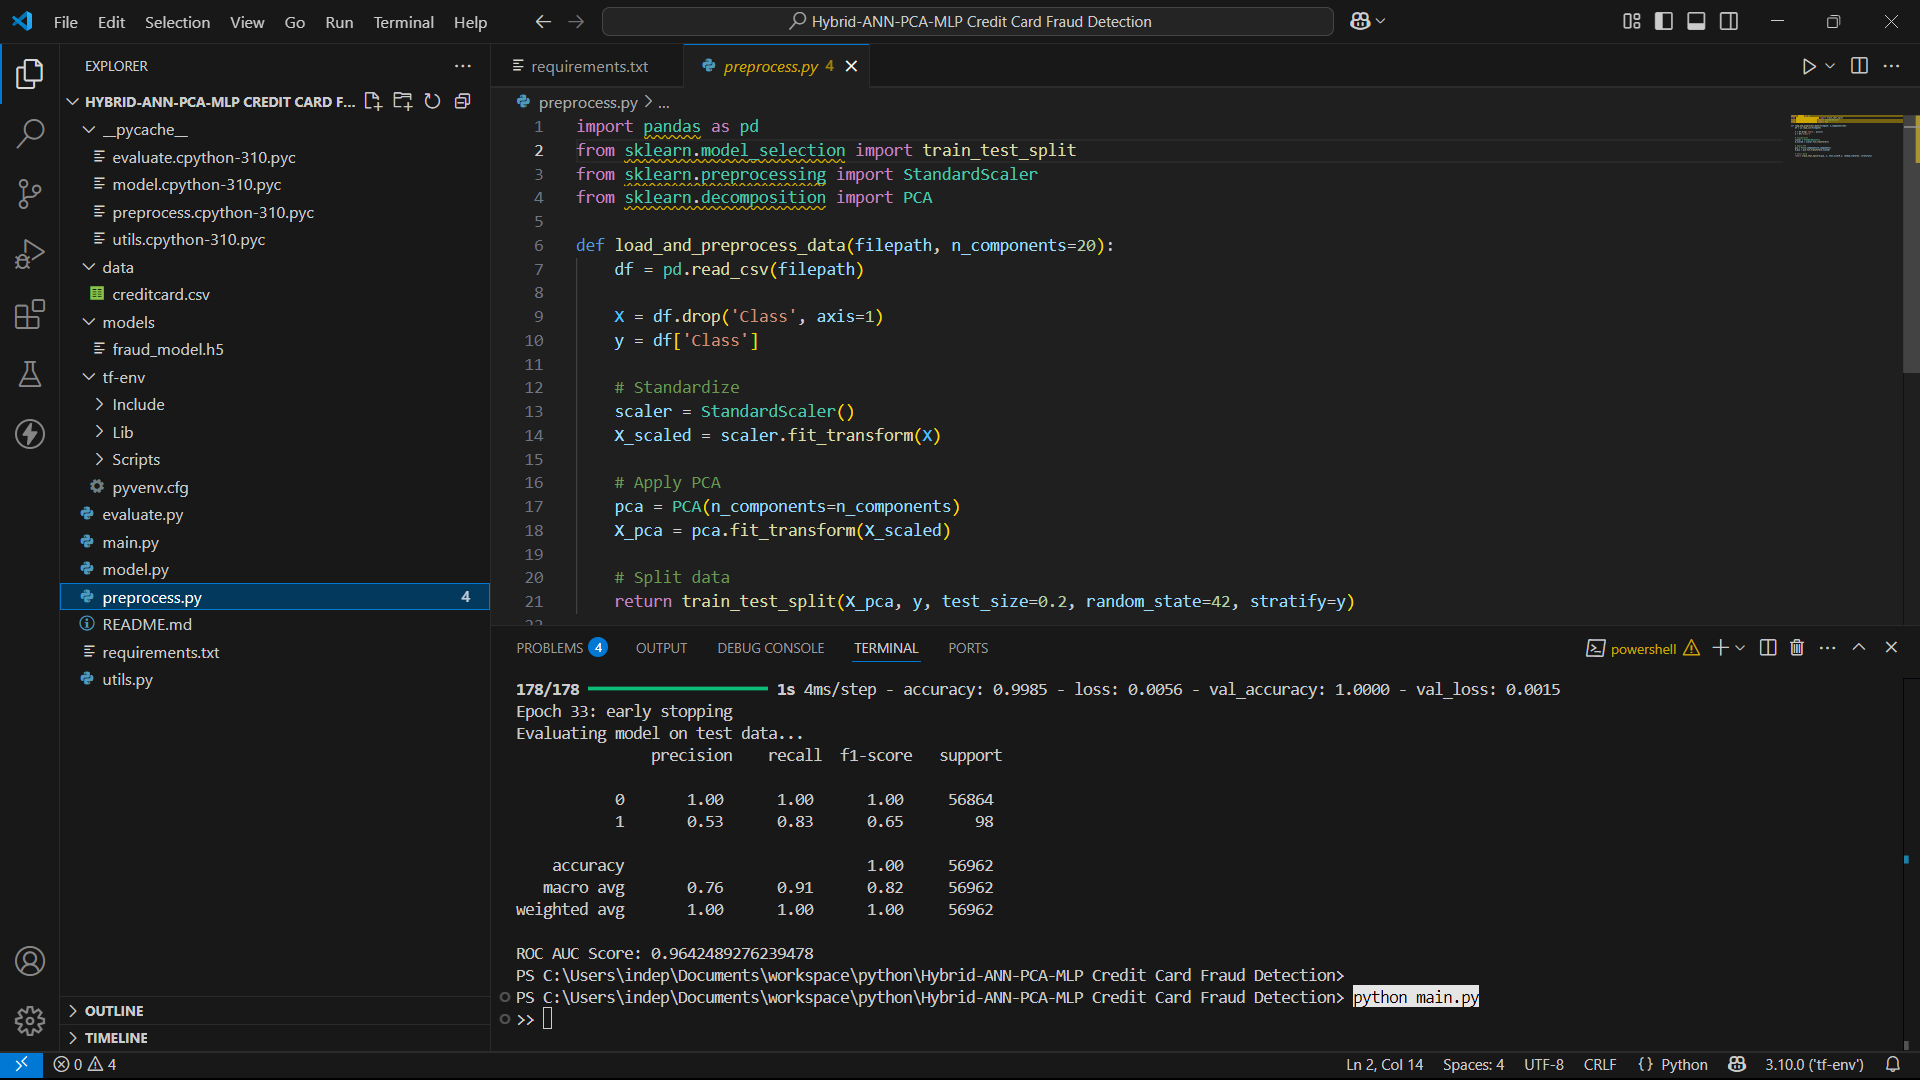 File Edit Selection View Go Run Terminal Help
Hybrid-ANN-PCA-MLP Credit Card Fraud Detection
EXPLORER
HYBRID-ANN-PCA-MLP CREDIT CARD F...
__pycache__
evaluate.cpython-310.pyc
model.cpython-310.pyc
preprocess.cpython-310.pyc
utils.cpython-310.pyc
data
creditcard.csv
models
fraud_model.h5
tf-env
Include
Lib
Scripts
pyvenv.cfg
evaluate.py
main.py
model.py
preprocess.py 4
README.md
requirements.txt
utils.py
OUTLINE
TIMELINE
requirements.txt
preprocess.py 4
preprocess.py > ...
1 import pandas as pd
2 from sklearn.model_selection import train_test_split
3 from sklearn.preprocessing import StandardScaler
4 from sklearn.decomposition import PCA
5
6 def load_and_preprocess_data(filepath, n_components=20):
7 df = pd.read_csv(filepath)
8
9 X = df.drop('Class', axis=1)
10 y = df['Class']
11
12 # Standardize
13 scaler = StandardScaler()
14 X_scaled = scaler.fit_transform(X)
15
16 # Apply PCA
17 pca = PCA(n_components=n_components)
18 X_pca = pca.fit_transform(X_scaled)
19
20 # Split data
21 return train_test_split(X_pca, y, test_size=0.2, random_state=42, stratify=y)
22
PROBLEMS 4 OUTPUT DEBUG CONSOLE TERMINAL PORTS
powershell
178/178 1s 4ms/step - accuracy: 0.9985 - loss: 0.0056 - val_accuracy: 1.0000 - val_loss: 0.0015
Epoch 33: early stopping
Evaluating model on test data...
precision recall f1-score support
0 1.00 1.00 1.00 56864
1 0.53 0.83 0.65 98
accuracy 1.00 56962
macro avg 0.76 0.91 0.82 56962
weighted avg 1.00 1.00 1.00 56962
ROC AUC Score: 0.9642489276239478
PS C:\Users\indep\Documents\workspace\python\Hybrid-ANN-PCA-MLP Credit Card Fraud Detection>
PS C:\Users\indep\Documents\workspace\python\Hybrid-ANN-PCA-MLP Credit Card Fraud Detection> python main.py
>>
0 4
Ln 2, Col 14 Spaces: 4 UTF-8 CRLF {} Python 3.10.0 ('tf-env')